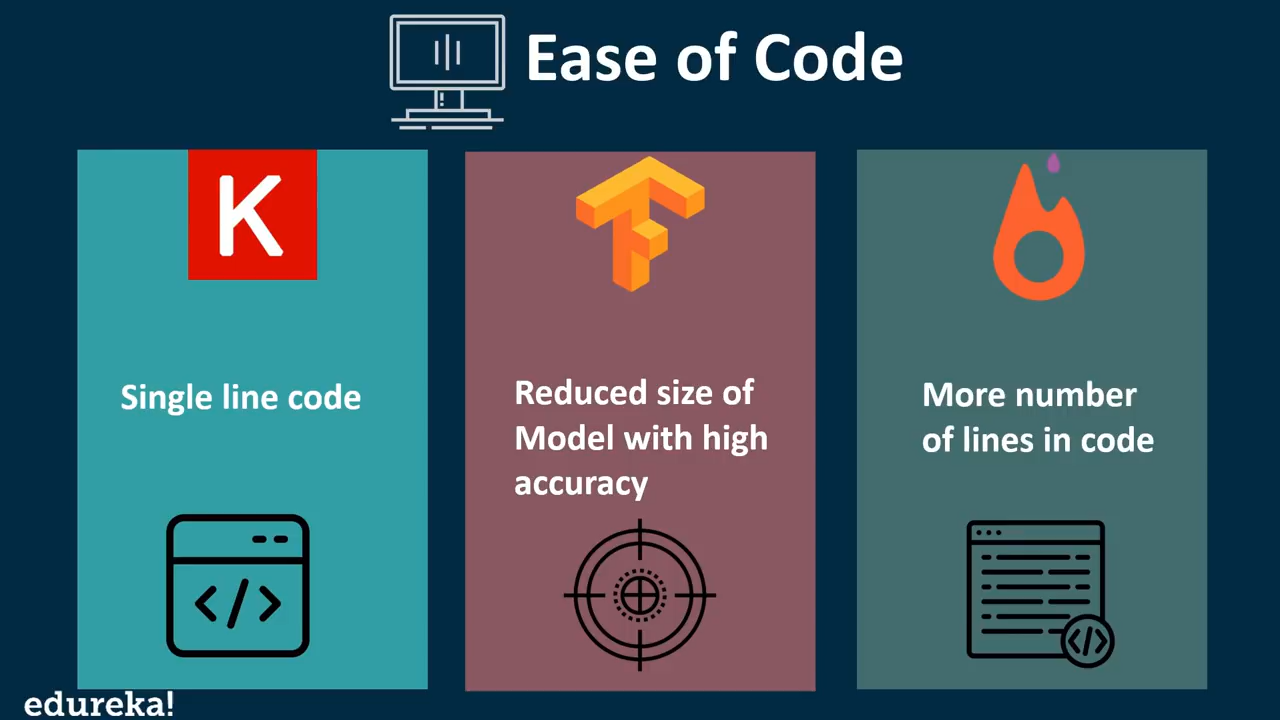 Ease of Code
K
Single line code
Reduced size of
Model with high
accuracy
More number
of lines in code
edureka!